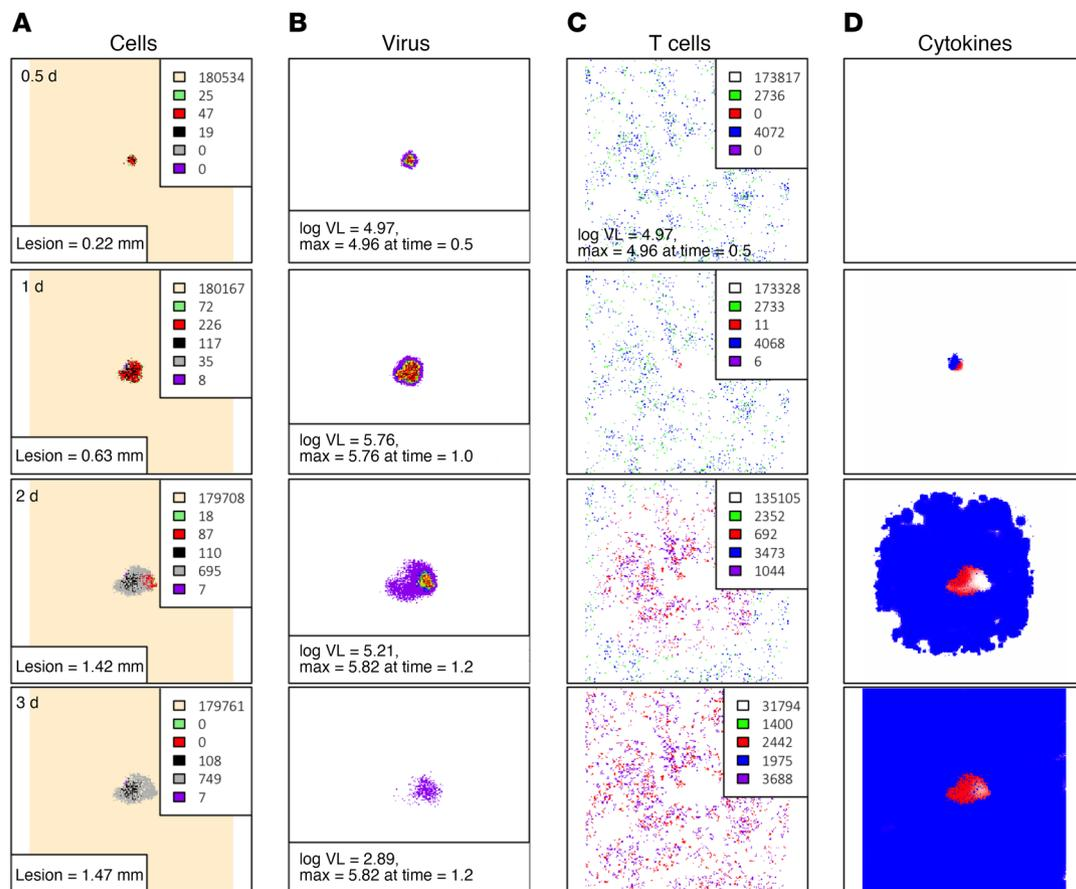 A
Cells
B
Virus
C
T cells
D
Cytokines
0.5 d
180534
25
47
19
0
0
Lesion = 0.22 mm
log VL = 4.97,
max = 4.96 at time = 0.5
173817
2736
0
4072
0
log VL = 4.97,
max = 4.96 at time = 0.5
1 d
180167
72
226
117
35
8
Lesion = 0.63 mm
log VL = 5.76,
max = 5.76 at time = 1.0
173328
2733
11
4068
6
2 d
179708
18
87
110
695
7
Lesion = 1.42 mm
log VL = 5.21,
max = 5.82 at time = 1.2
135105
2352
692
3473
1044
3 d
179761
0
0
108
749
7
Lesion = 1.47 mm
log VL = 2.89,
max = 5.82 at time = 1.2
31794
1400
2442
1975
3688